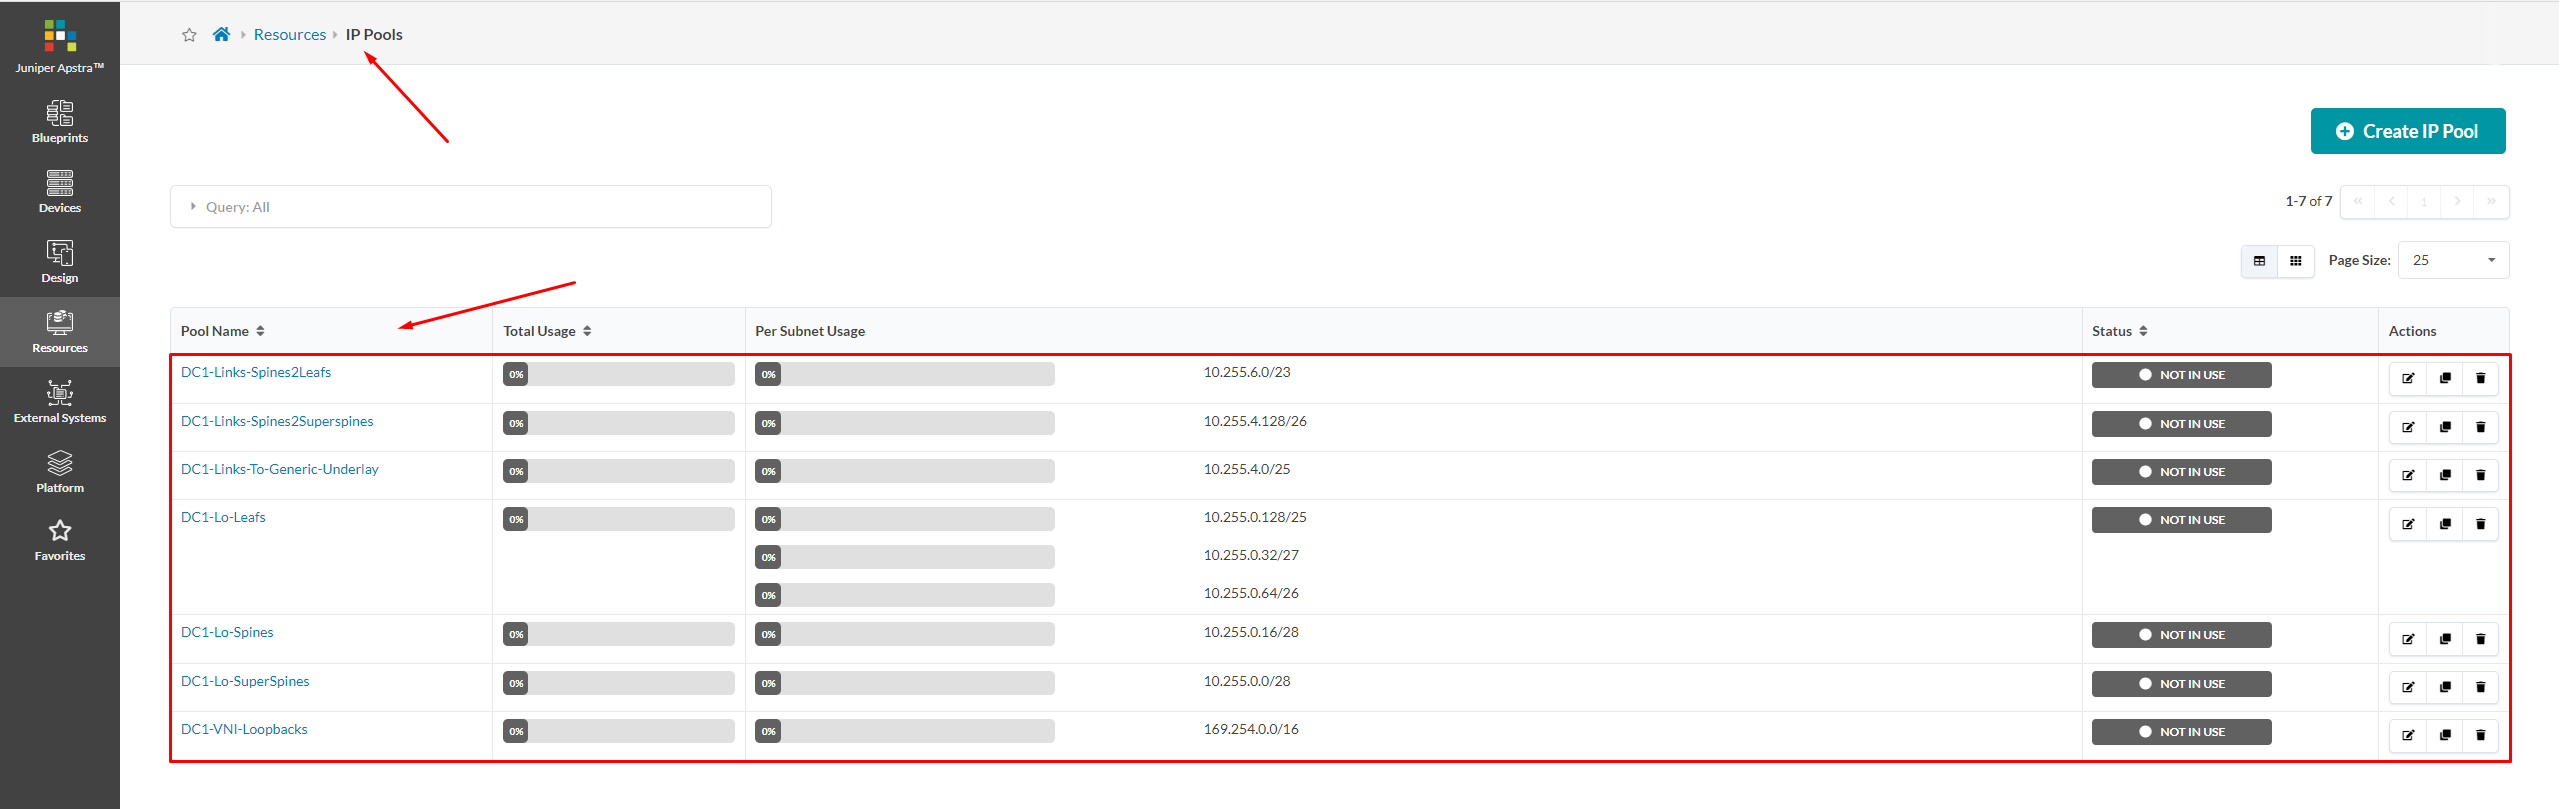 Resources
IP Pools
Juniper Apstra™
Blueprints
Devices
Design
Resources
External Systems
Platform
Favorites
Create IP Pool
Query: All
1-7 of 7
« ‹ 1 › »
Page Size: 25
Pool Name Total Usage Per Subnet Usage Status Actions
DC1-Links-Spines2Leafs 0% 0% 10.255.6.0/23 NOT IN USE
DC1-Links-Spines2Superspines 0% 0% 10.255.4.128/26 NOT IN USE
DC1-Links-To-Generic-Underlay 0% 0% 10.255.4.0/25 NOT IN USE
DC1-Lo-Leafs 0% 0% 10.255.0.128/25 NOT IN USE
0% 10.255.0.32/27
0% 10.255.0.64/26
DC1-Lo-Spines 0% 0% 10.255.0.16/28 NOT IN USE
DC1-Lo-SuperSpines 0% 0% 10.255.0.0/28 NOT IN USE
DC1-VNI-Loopbacks 0% 0% 169.254.0.0/16 NOT IN USE